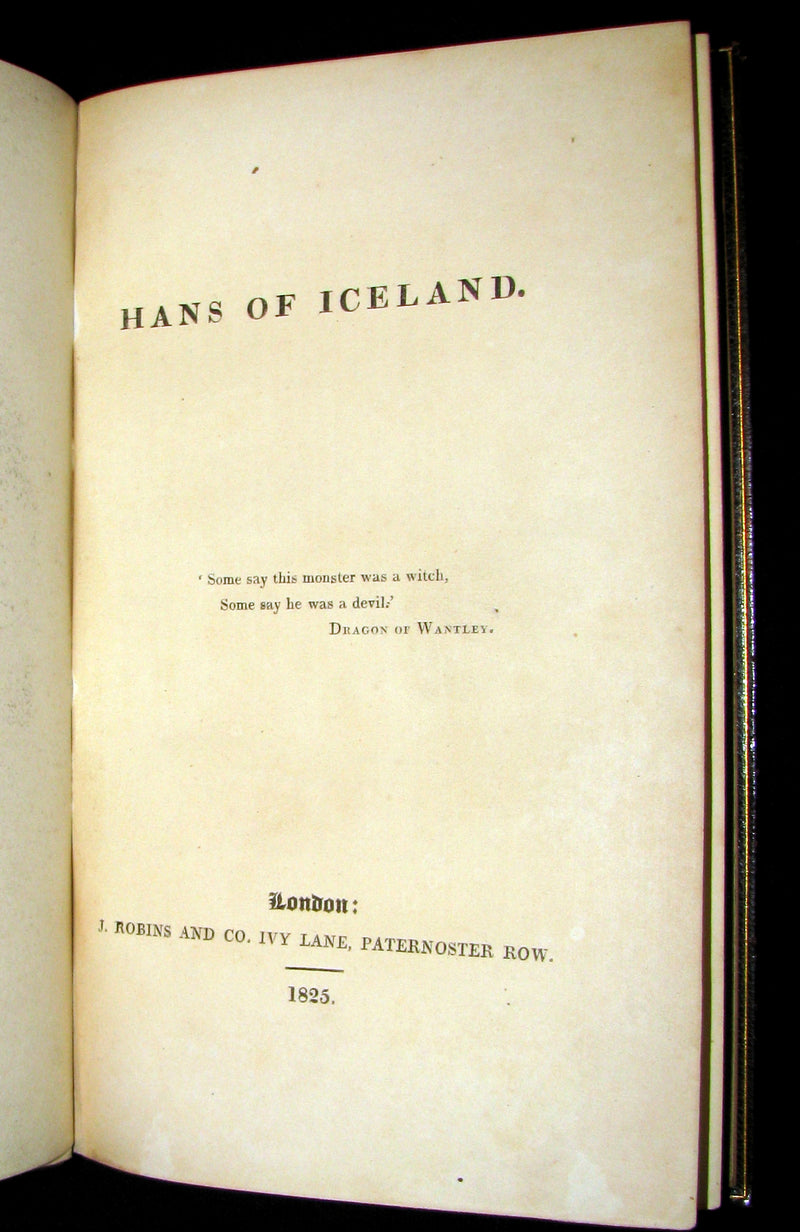 HANS OF ICELAND.
‘ Some say this monster was a witch,
Some say he was a devil:’
DRAGON OF WANTLEY.
London:
J. ROBINS AND CO. IVY LANE, PATERNOSTER ROW.
1825.